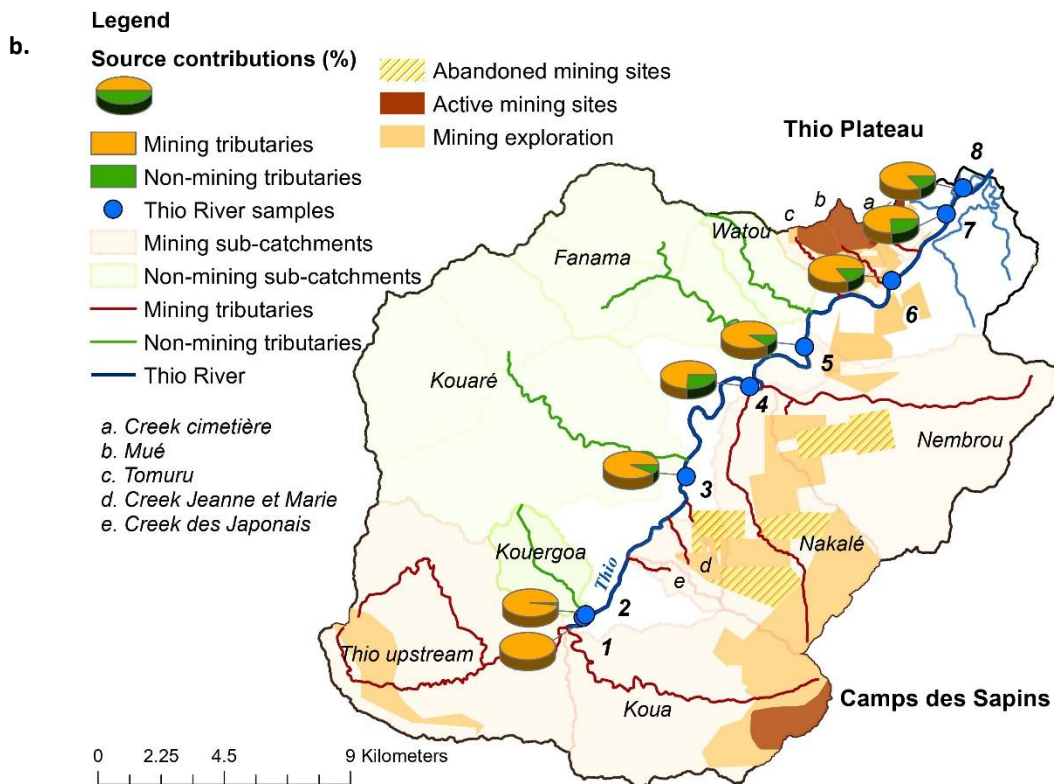 b.
Legend
Source contributions (%)
Mining tributaries
Non-mining tributaries
Thio River samples
Mining sub-catchments
Non-mining sub-catchments
Mining tributaries
Non-mining tributaries
Thio River
Abandoned mining sites
Active mining sites
Mining exploration
a. Creek cimetière
b. Mué
c. Tomuru
d. Creek Jeanne et Marie
e. Creek des Japonais
Thio Plateau
8
b
a
c
Watou
7
Fanama
6
5
Kouaré
4
Nembrou
3
Nakalé
Kouergoa
d
e
Thio
2
1
Thio upstream
Koua
Camps des Sapins
0 2.25 4.5 9 Kilometers